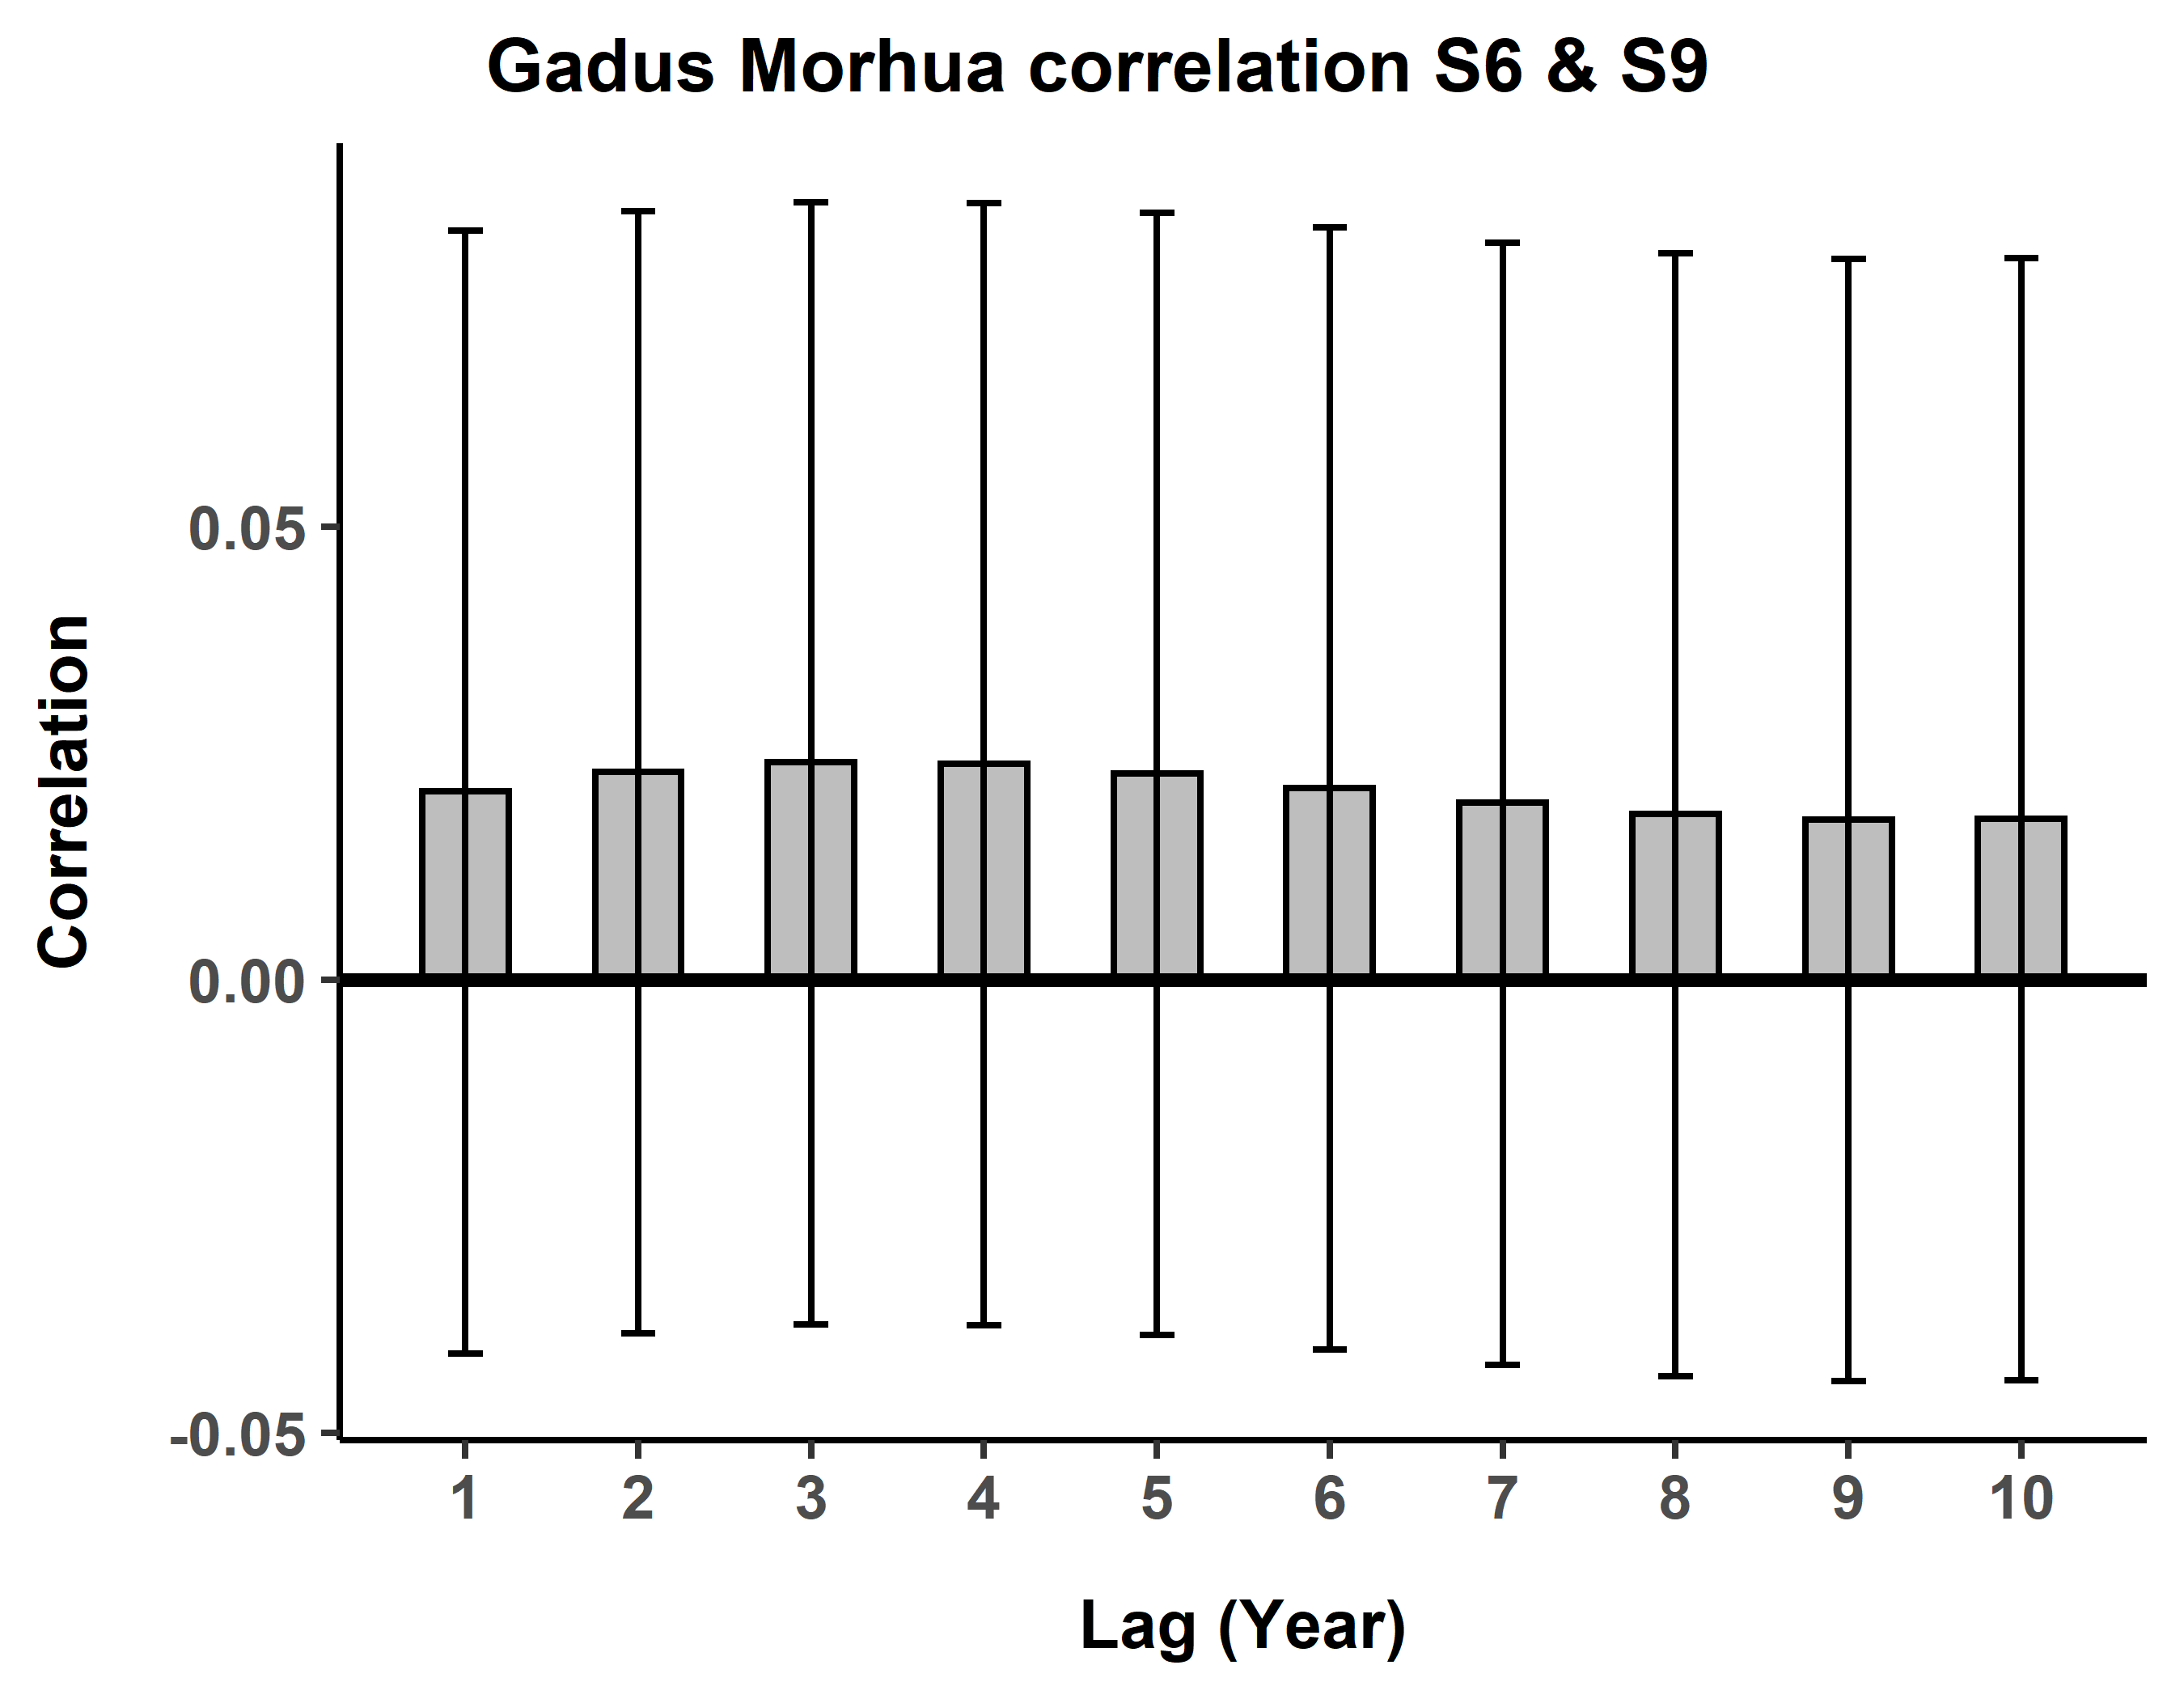 Gadus Morhua correlation S6 & S9
Correlation
0.05
0.00
-0.05
1 2 3 4 5 6 7 8 9 10
Lag (Year)